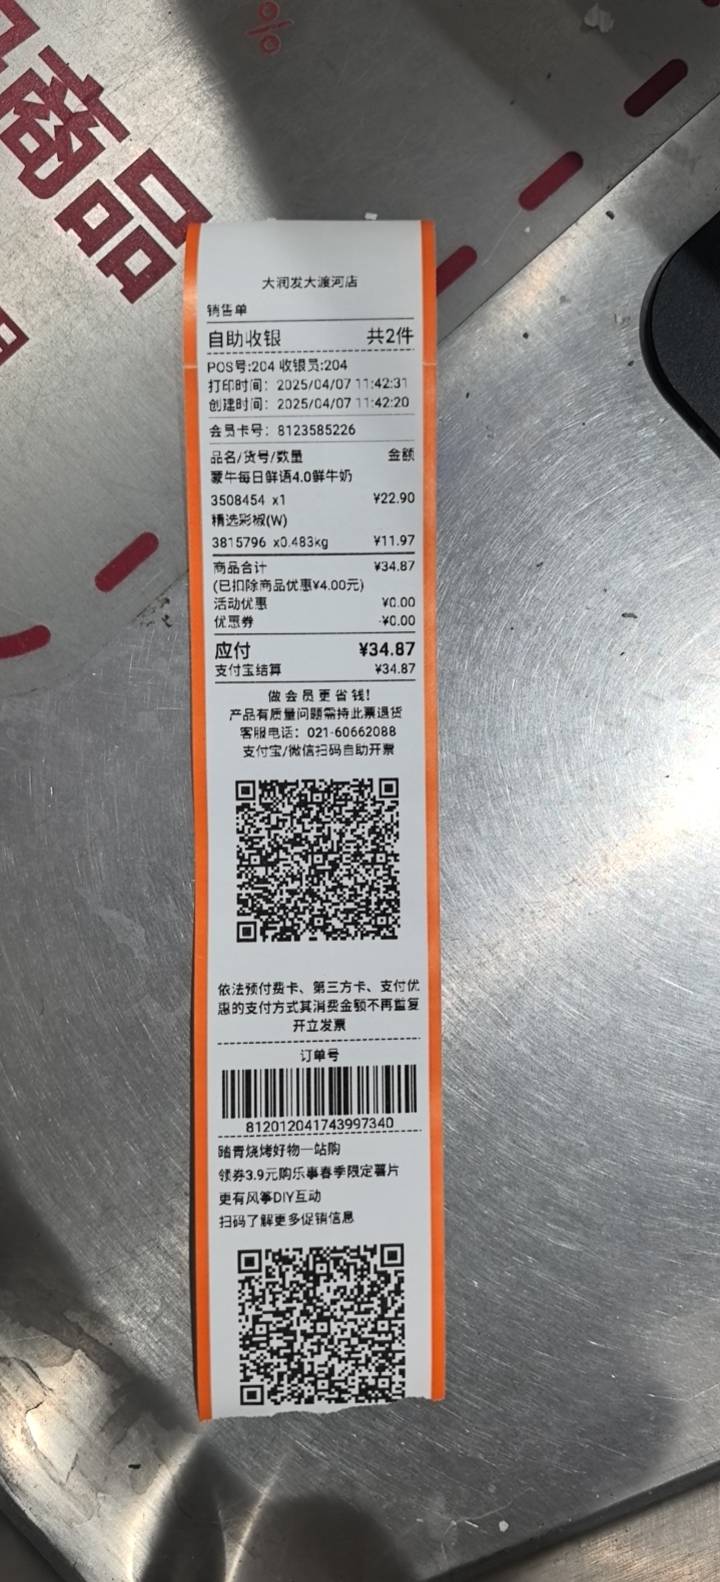 商品
%
大润发大渡河店
销售单
自助收银 共2件
POS号:204 收银员:204
打印时间: 2025/04/07 11:42:31
创建时间: 2025/04/07 11:42:20
会员卡号: 8123585226
品名/货号/数量 金额
蒙牛每日鲜语4.0鲜牛奶
3508454 x1 ¥22.90
精选彩椒(W)
3815796 x0.483kg ¥11.97
商品合计 ¥34.87
(已扣除商品优惠¥4.00元)
活动优惠 ¥0.00
优惠券 -¥0.00
应付 ¥34.87
支付宝结算 ¥34.87
做会员更省钱!
产品有质量问题需持此票退货
客服电话: 021-60662088
支付宝/微信扫码自助开票
依法预付费卡、第三方卡、支付优
惠的支付方式其消费金额不再重复
开立发票
订单号
812012041743997340
踏青烧烤好物一站购
领券3.9元购乐事春季限定薯片
更有风筝DIY互动
扫码了解更多促销信息